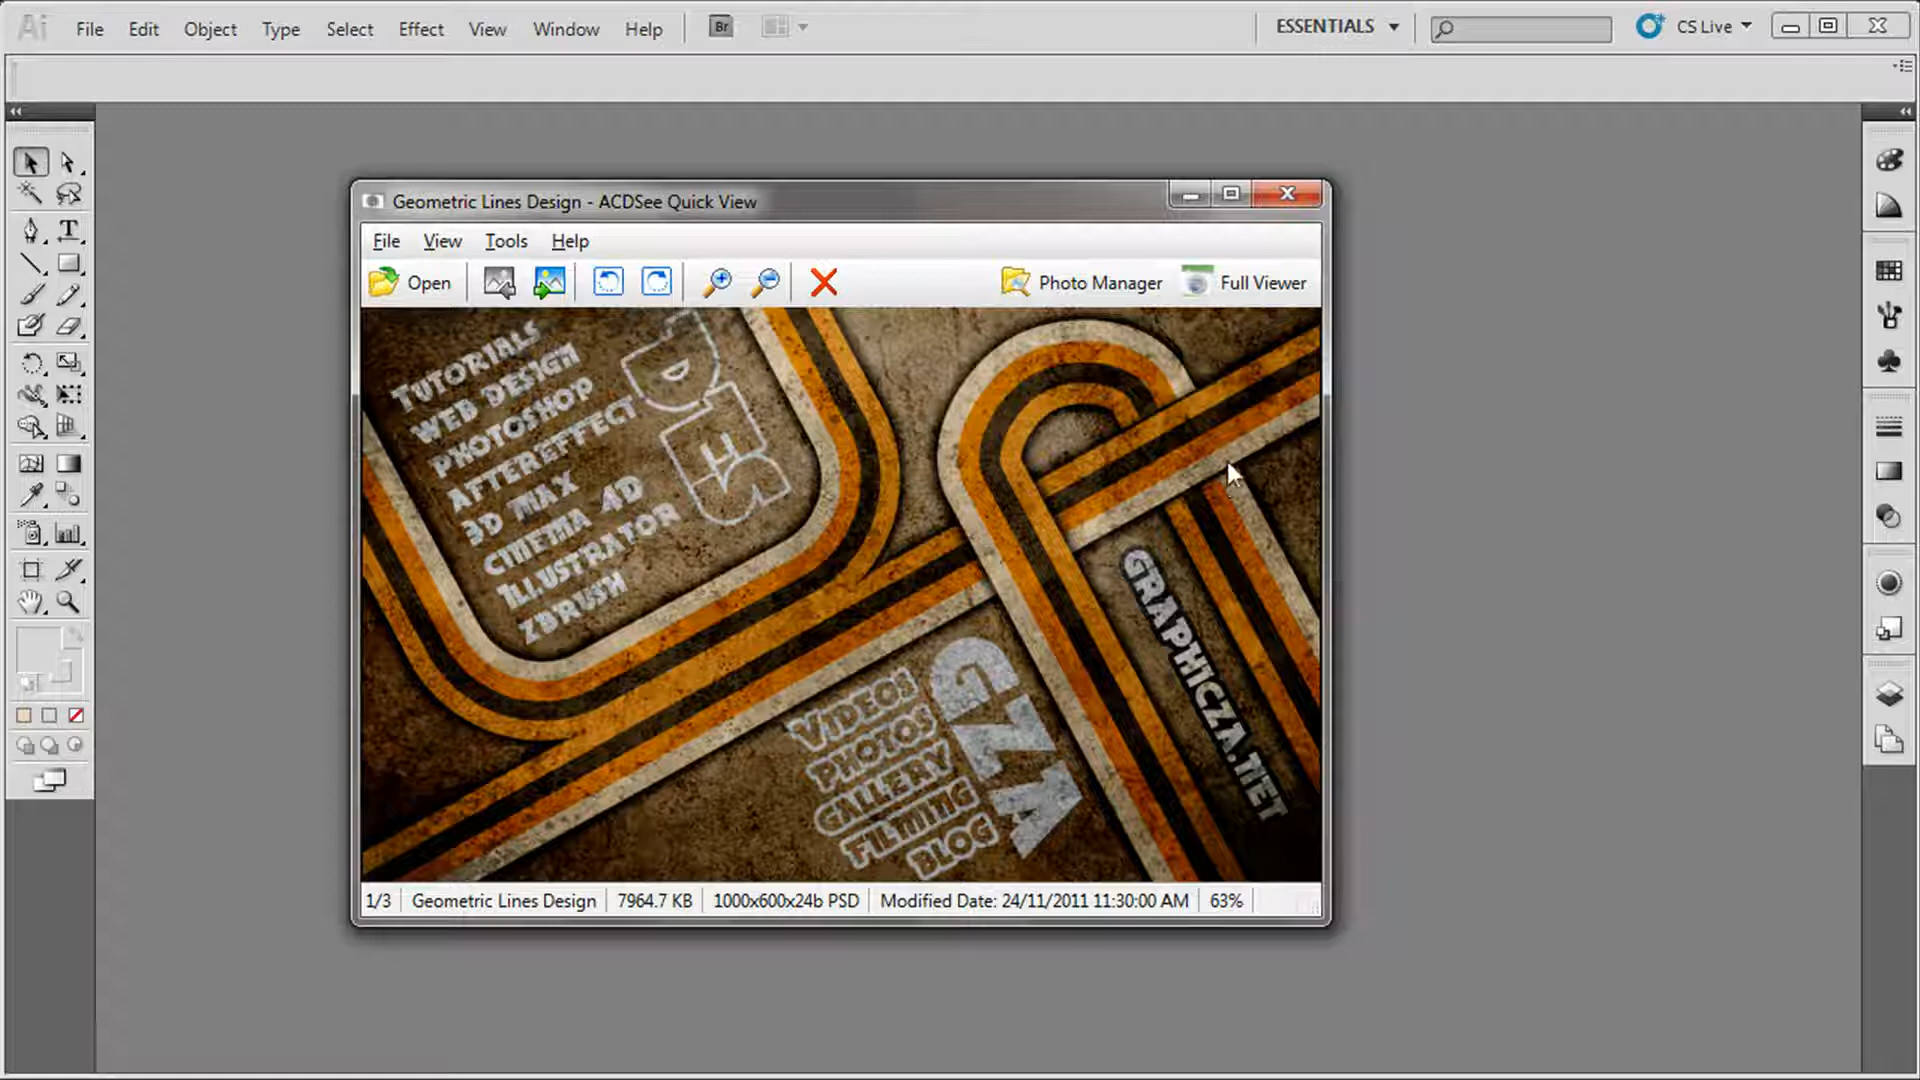 Ai File Edit Object Type Select Effect View Window Help Br ESSENTIALS CS Live
Geometric Lines Design - ACDSee Quick View
File View Tools Help
Open Photo Manager Full Viewer
TUTORIALS
WEB DESIGN
PHOTOSHOP
AFTER EFFECT
3D MAX
CINEMA 4D
ILLUSTRATOR
ZBRUSH
GRAPHICZA.NET
GZA
VIDEOS
PHOTOS
GALLERY
FILMING
BLOG
1/3 Geometric Lines Design 7964.7 KB 1000x600x24b PSD Modified Date: 24/11/2011 11:30:00 AM 63%